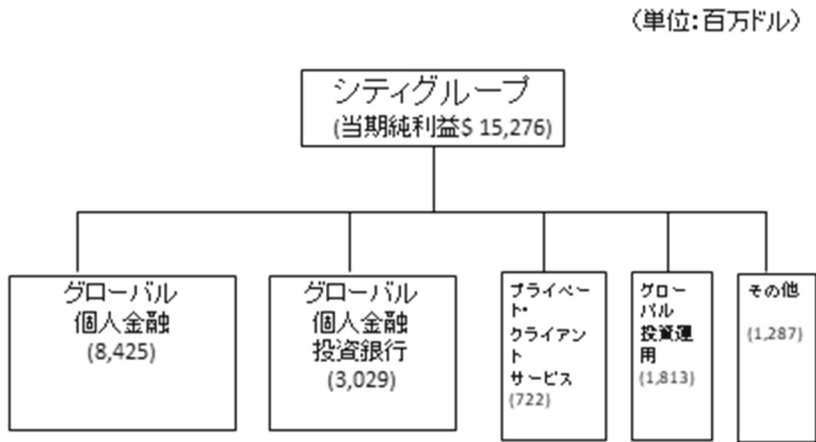 （単位：百万ドル）
シティグループ
(当期純利益$ 15,276)
グローバル
個人金融
(8,425)
グローバル
個人金融
投資銀行
(3,029)
プライベー
ト・
クライアン
ト
サービス
(722)
グロー
バル
投資運
用
(1,813)
その他
(1,287)